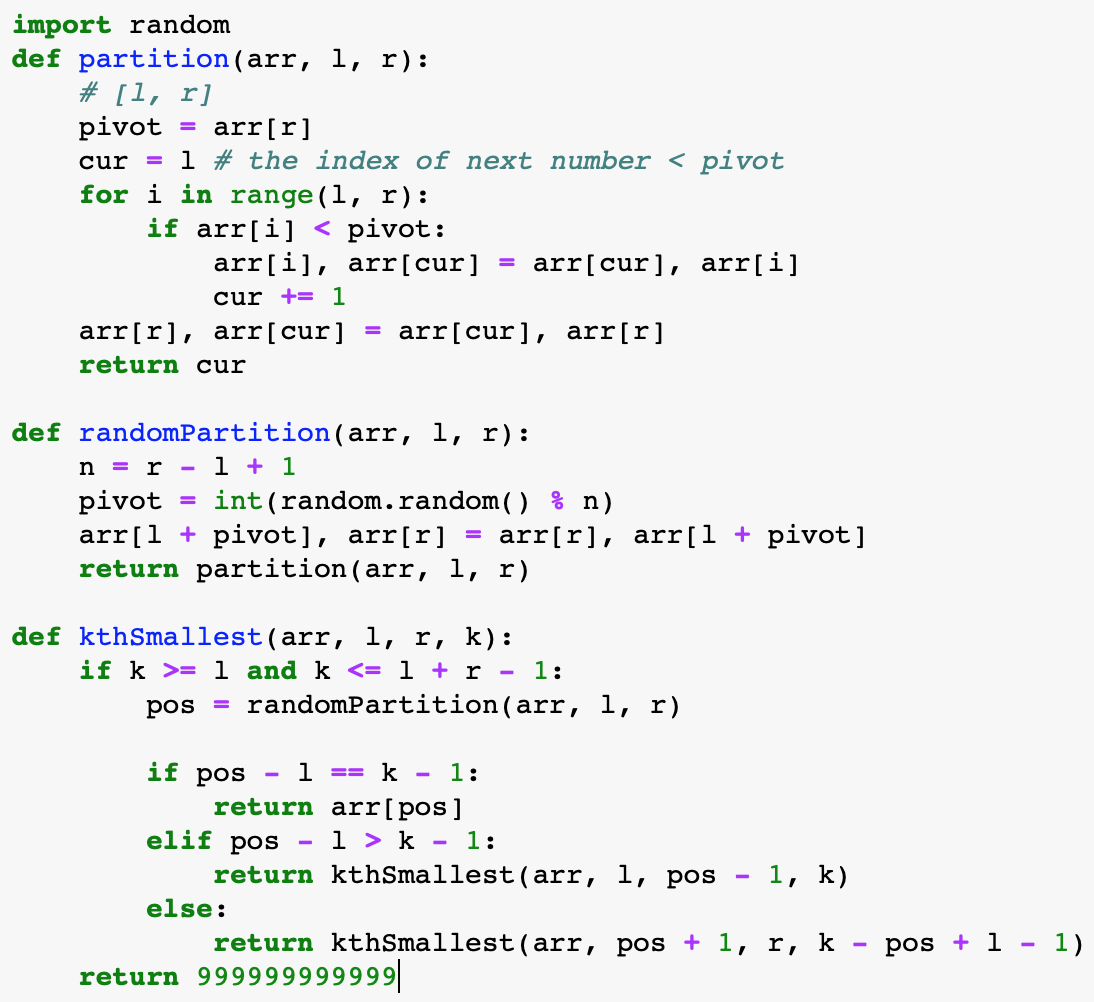 import random
def partition(arr, l, r):
    # [l, r]
    pivot = arr[r]
    cur = l # the index of next number < pivot
    for i in range(l, r):
        if arr[i] < pivot:
            arr[i], arr[cur] = arr[cur], arr[i]
            cur += 1
    arr[r], arr[cur] = arr[cur], arr[r]
    return cur

def randomPartition(arr, l, r):
    n = r - l + 1
    pivot = int(random.random() % n)
    arr[l + pivot], arr[r] = arr[r], arr[l + pivot]
    return partition(arr, l, r)

def kthSmallest(arr, l, r, k):
    if k >= l and k <= l + r - 1:
        pos = randomPartition(arr, l, r)

        if pos - l == k - 1:
            return arr[pos]
        elif pos - l > k - 1:
            return kthSmallest(arr, l, pos - 1, k)
        else:
            return kthSmallest(arr, pos + 1, r, k - pos + l - 1)
    return 999999999999